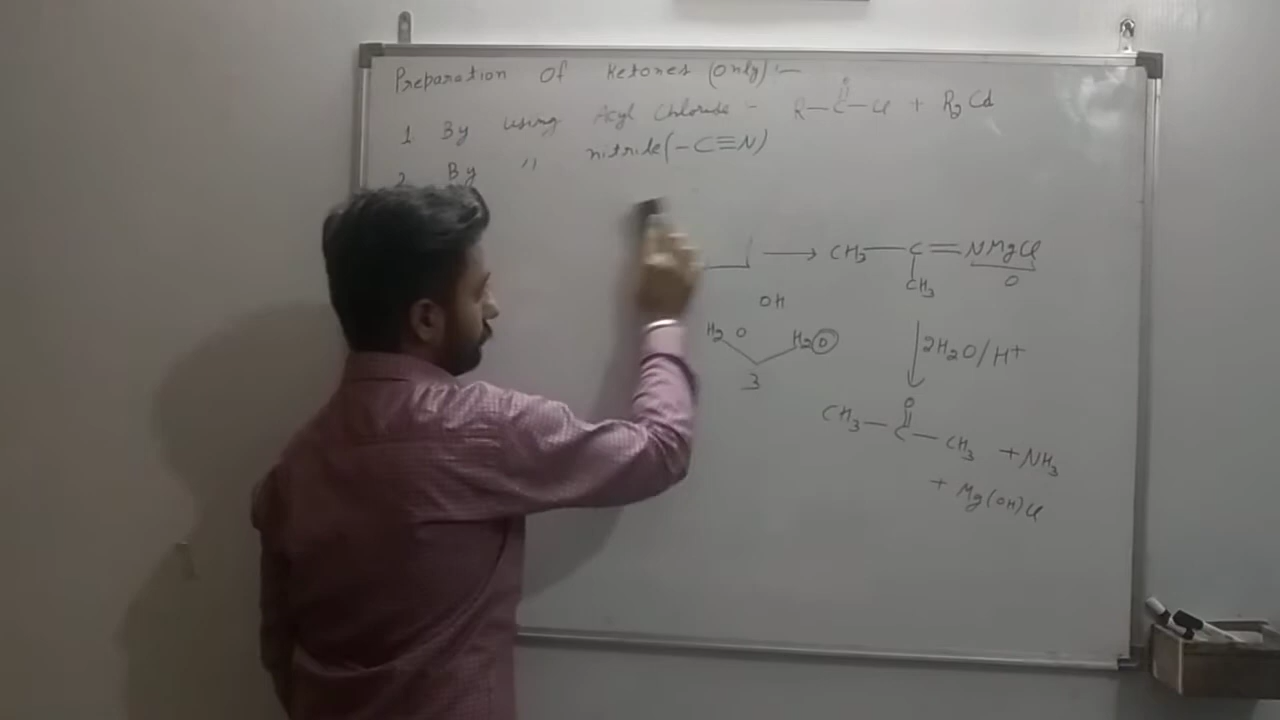 Preparation Of Ketones (Only) :-
1. By using Acyl Chloride :- R-C-Cl + R2Cd
O
2. By " nitride (-C≡N)
→ CH3-C=NMgCl
CH3
O
OH
H2 O H2O
3
2H2O/H+
O
CH3-C-CH3 + NH3
+ Mg(OH)Cl